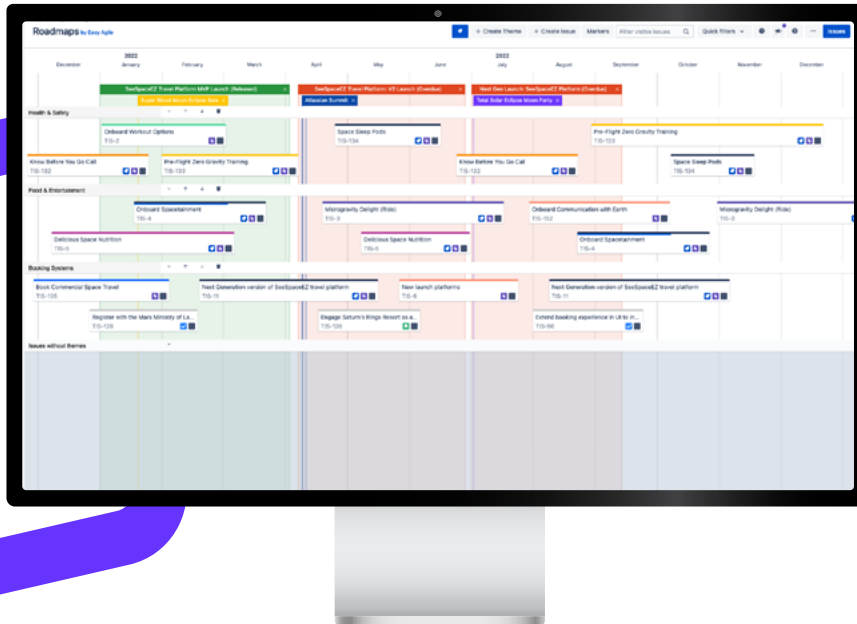 Roadmaps by Easy Agile
+ Create Theme + Create Issue Markers Filter visible issues Quick filters Issues
2022 2022
December January February March April May June July August September October November December
SeeSpaceEZ Travel Platform MVP Launch (Released) SeeSpaceEZ Travel Platform: V2 Launch (Overdue) Next Gen Launch: SeeSpaceEZ Platform (Overdue)
Super Blood Moon Eclipse Sale Atlassian Summit Total Solar Eclipse Moon Party
Health & Safety
Onboard Workout Options Space Sleep Pods Pre-Flight Zero Gravity Training
TIS-2 TIS-134 TIS-133
Know Before You Go Call Pre-Flight Zero Gravity Training Know Before You Go Call Space Sleep Pods
TIS-132 TIS-133 TIS-132 TIS-134
Food & Entertainment
Onboard Spacetainment Microgravity Delight (Ride) Onboard Communication with Earth Microgravity Delight (Ride)
TIS-4 TIS-3 TIS-152 TIS-3
Delicious Space Nutrition Delicious Space Nutrition Onboard Spacetainment
TIS-5 TIS-5 TIS-4
Booking Systems
Book Commercial Space Travel Next Generation version of SeeSpaceEZ travel platform New launch platforms Next Generation version of SeeSpaceEZ travel platform
TIS-135 TIS-11 TIS-6 TIS-11
Register with the Mars Ministry of La... Engage Saturn's Rings Resort as a... Extend booking experience in UI to in...
TIS-128 TIS-96
Issues without themes